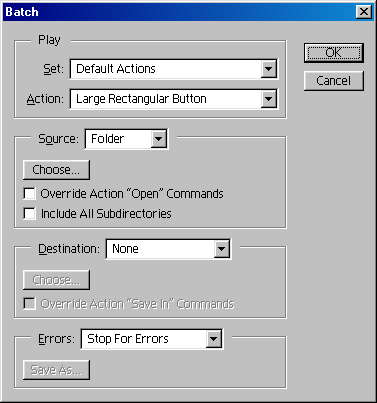 Batch
Play
Set: Default Actions
Action: Large Rectangular Button
OK
Cancel
Source: Folder
Choose...
Override Action "Open" Commands
Include All Subdirectories
Destination: None
Choose...
Override Action "Save In" Commands
Errors: Stop For Errors
Save As...